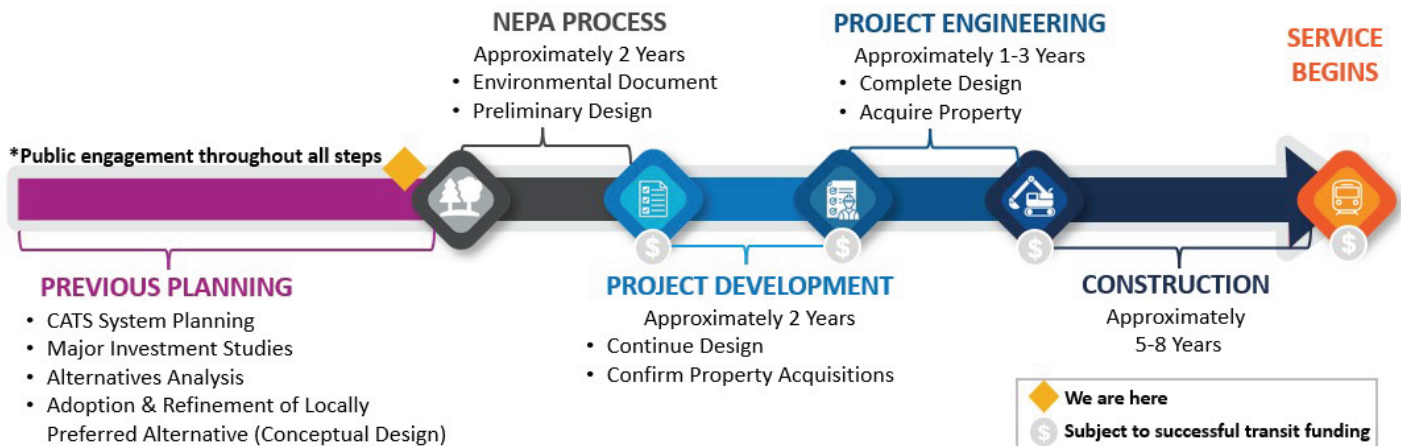 NEPA PROCESS
Approximately 2 Years
• Environmental Document
• Preliminary Design
PROJECT ENGINEERING
Approximately 1-3 Years
• Complete Design
• Acquire Property
SERVICE
BEGINS
*Public engagement throughout all steps
$
$
$
$
PREVIOUS PLANNING
• CATS System Planning
• Major Investment Studies
• Alternatives Analysis
• Adoption & Refinement of Locally
Preferred Alternative (Conceptual Design)
PROJECT DEVELOPMENT
Approximately 2 Years
• Continue Design
• Confirm Property Acquisitions
CONSTRUCTION
Approximately
5-8 Years
We are here
$ Subject to successful transit funding